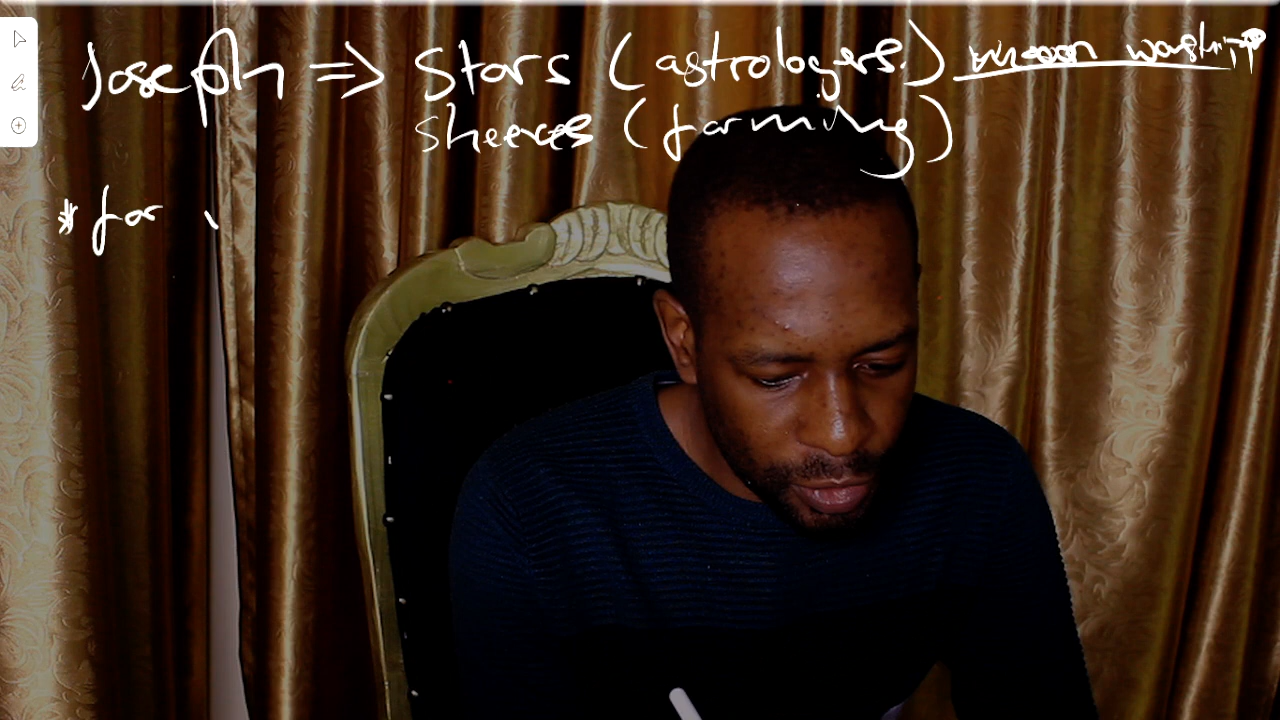 Joseph => Stars (astrologers.) moon worship
sheeves (farming)
* for